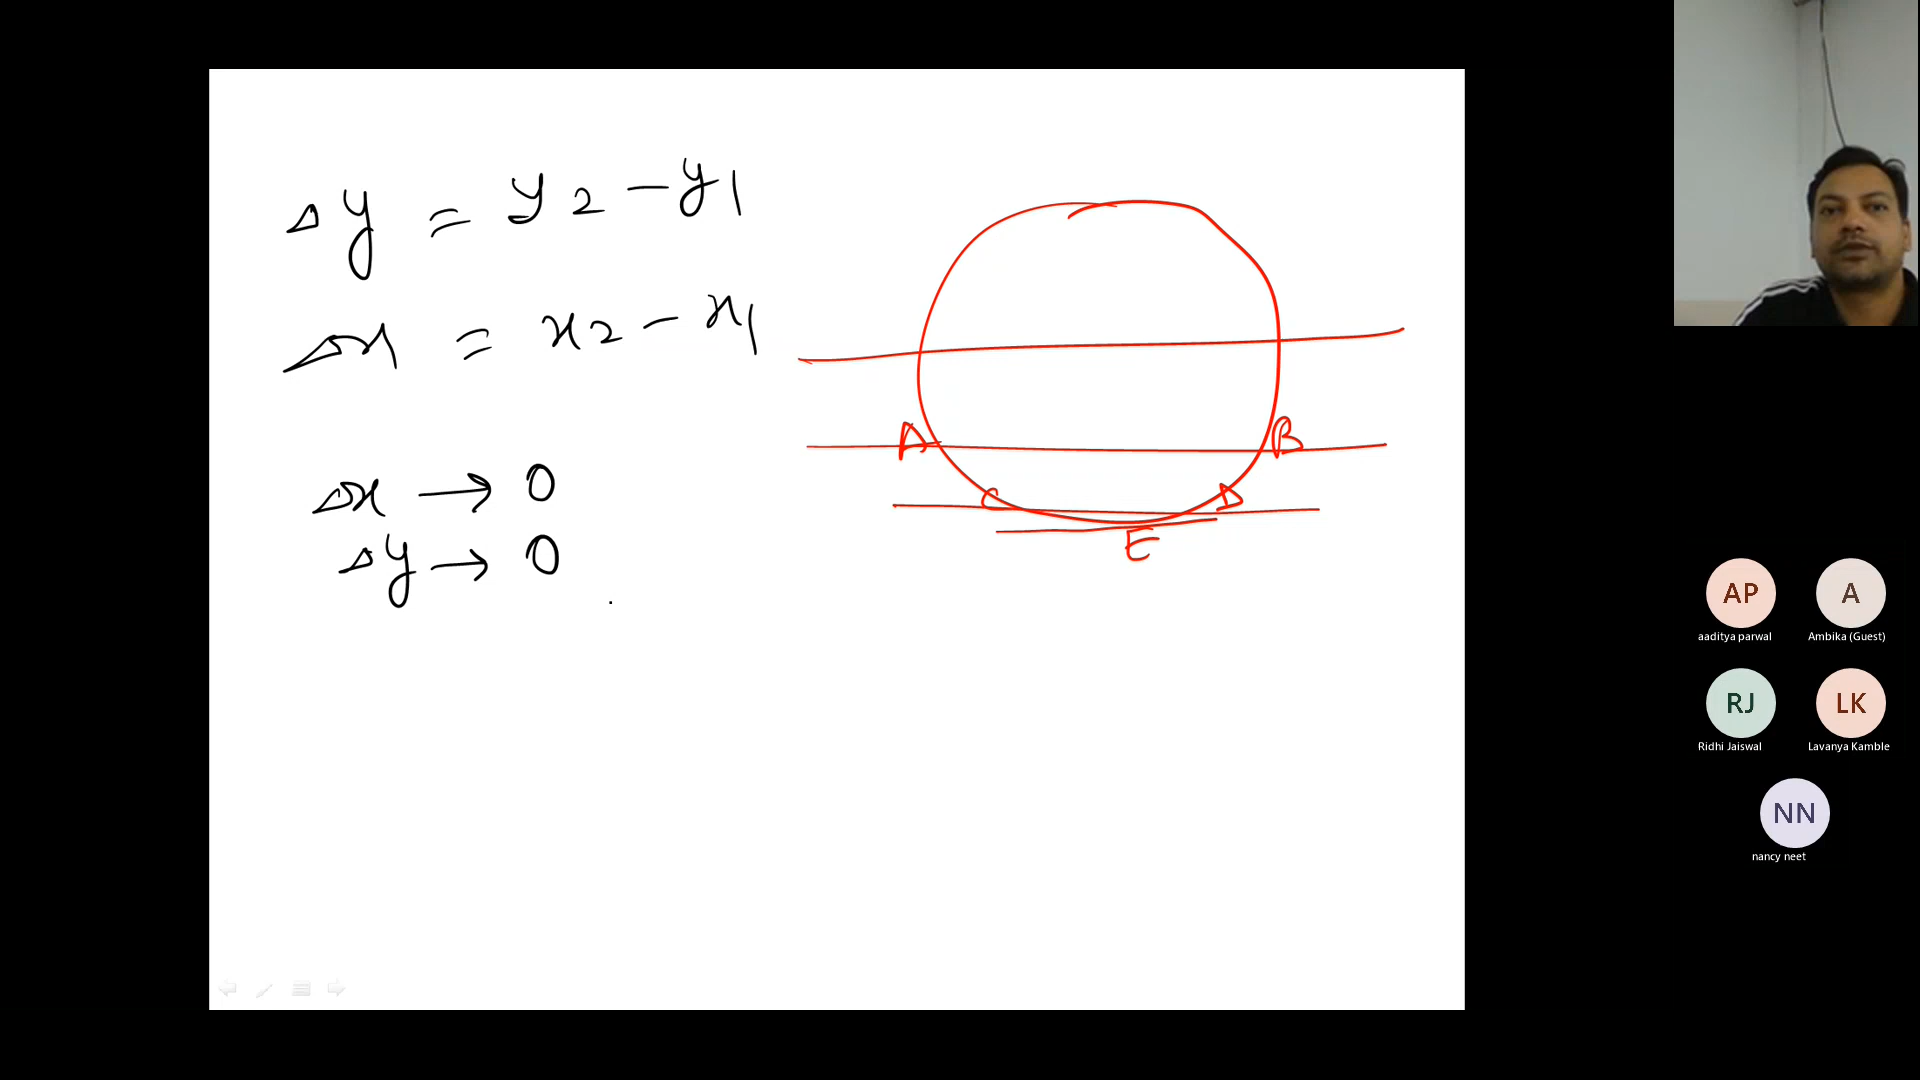 Δy = y2 - y1
Δx = x2 - x1
Δx → 0
Δy → 0
A B
C D
E
AP A
aaditya parwal Ambika (Guest)
RJ LK
Ridhi Jaiswal Lavanya Kamble
NN
nancy neet